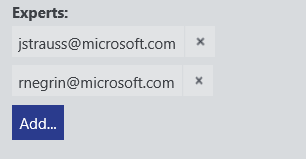 Experts:
jstrauss@microsoft.com ×
rnegrin@microsoft.com ×
Add...